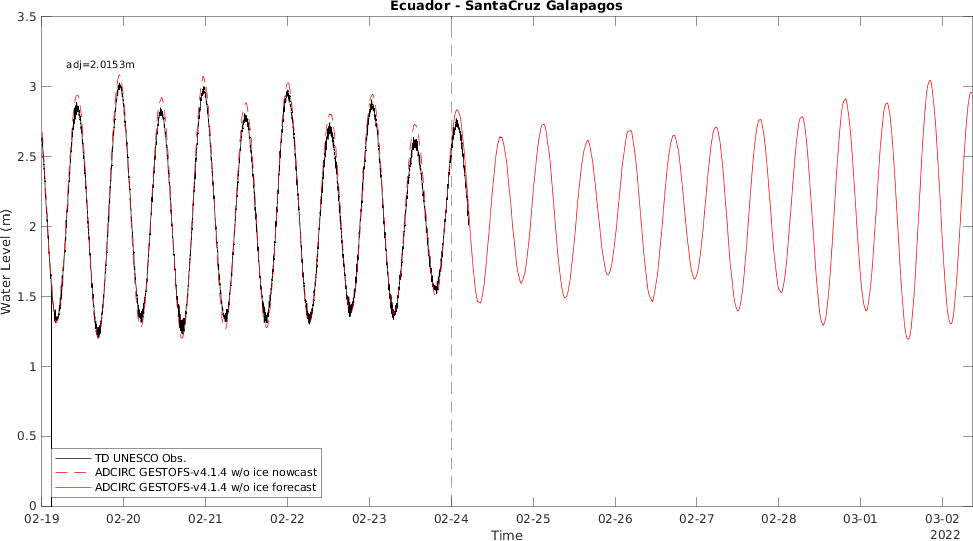 Ecuador - SantaCruz Galapagos
adj=2.0153m
3.5
3
2.5
2
1.5
1
0.5
0
Water Level (m)
TD UNESCO Obs.
ADCIRC GESTOFS-v4.1.4 w/o ice nowcast
ADCIRC GESTOFS-v4.1.4 w/o ice forecast
02-19 02-20 02-21 02-22 02-23 02-24 02-25 02-26 02-27 02-28 03-01 03-02
2022
Time